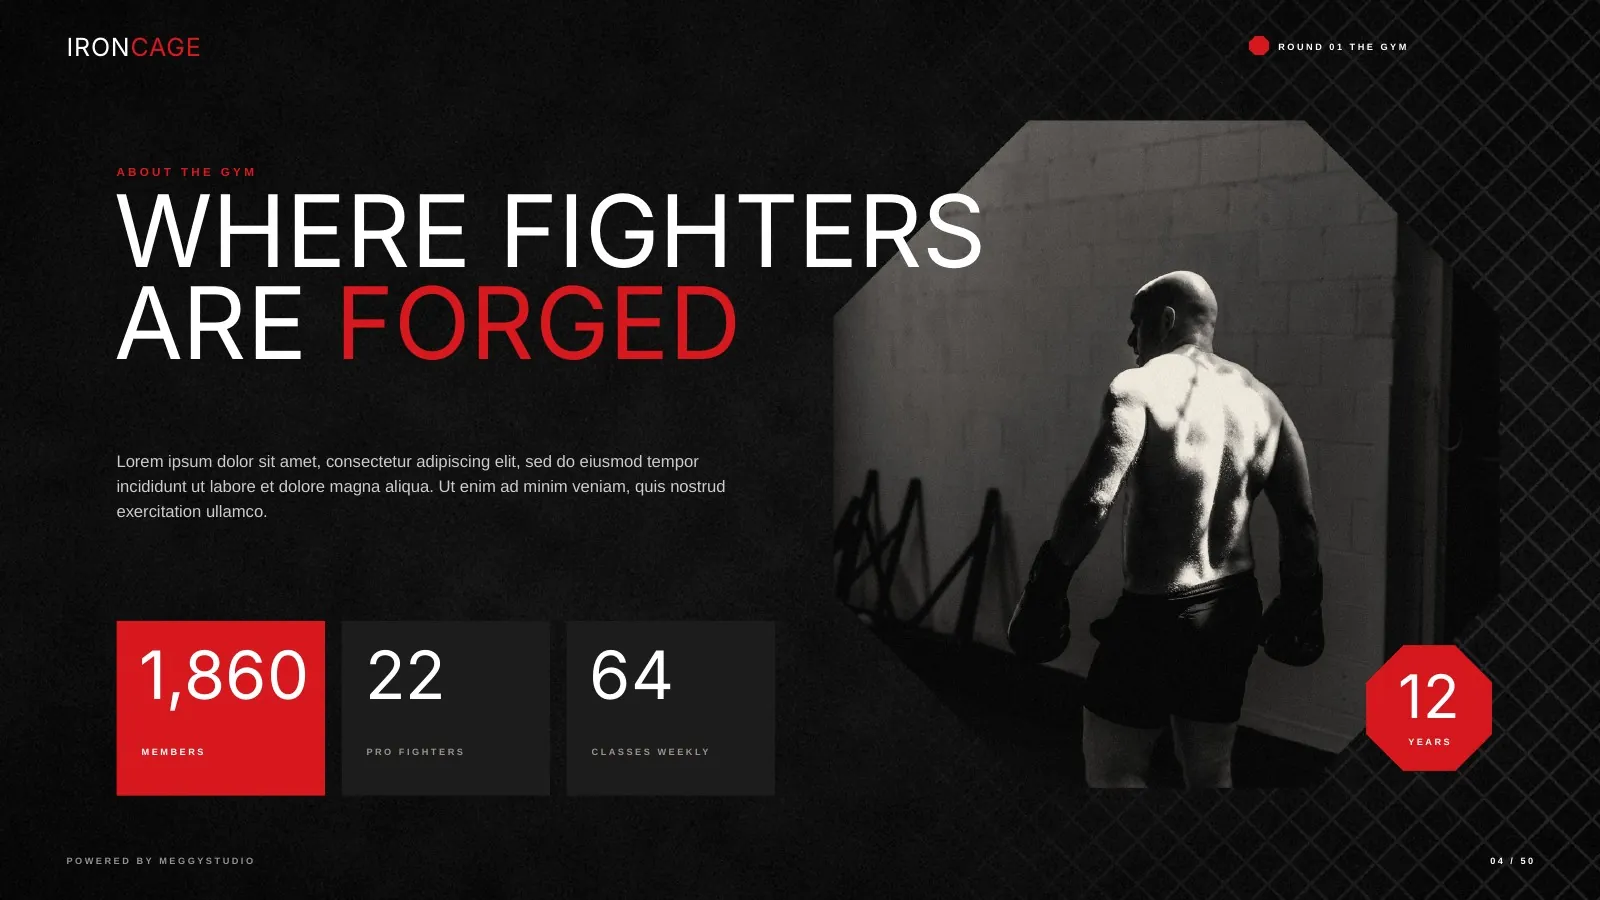 IRONCAGE
ROUND 01 THE GYM
ABOUT THE GYM
WHERE FIGHTERS
ARE FORGED
Lorem ipsum dolor sit amet, consectetur adipiscing elit, sed do eiusmod tempor
incididunt ut labore et dolore magna aliqua. Ut enim ad minim veniam, quis nostrud
exercitation ullamco.
1,860
MEMBERS
22
PRO FIGHTERS
64
CLASSES WEEKLY
12
YEARS
POWERED BY MEGGYSTUDIO
04 / 50